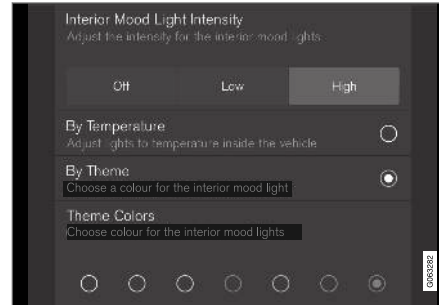 Interior Mood Light Intensity
Adjust the intensity for the interior mood lights
Off Low High
By Temperature
Adjust lights to temperature inside the vehicle
By Theme
Choose a colour for the interior mood light
Theme Colors
Choose colour for the interior mood lights
G063282